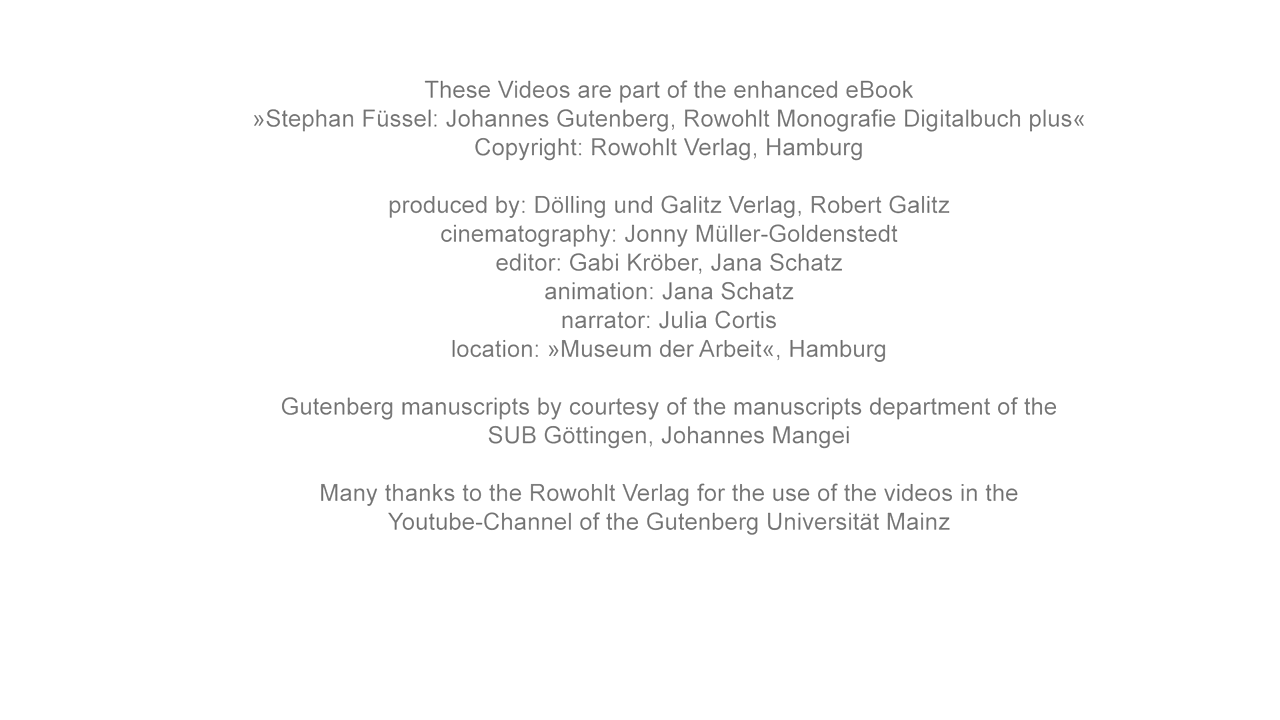 These Videos are part of the enhanced eBook
»Stephan Füssel: Johannes Gutenberg, Rowohlt Monografie Digitalbuch plus«
Copyright: Rowohlt Verlag, Hamburg
produced by: Dölling und Galitz Verlag, Robert Galitz
cinematography: Jonny Müller-Goldenstedt
editor: Gabi Kröber, Jana Schatz
animation: Jana Schatz
narrator: Julia Cortis
location: »Museum der Arbeit«, Hamburg
Gutenberg manuscripts by courtesy of the manuscripts department of the
SUB Göttingen, Johannes Mangei
Many thanks to the Rowohlt Verlag for the use of the videos in the
Youtube-Channel of the Gutenberg Universität Mainz